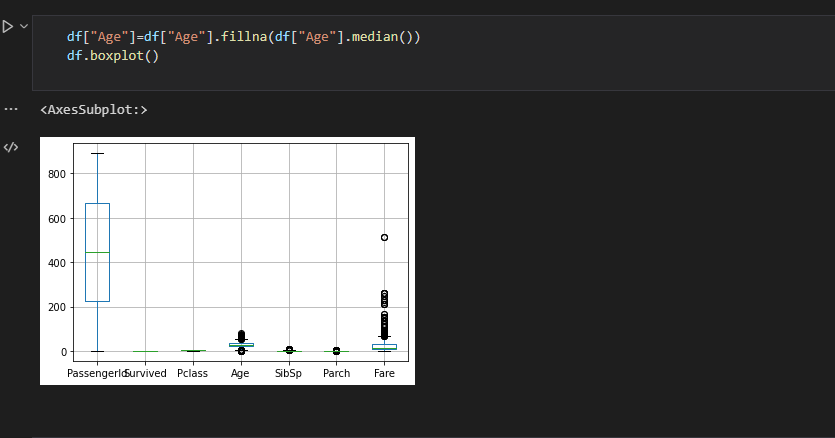 df["Age"]=df["Age"].fillna(df["Age"].median())
df.boxplot()
<AxesSubplot:>
800
600
400
200
0
PassengerId Survived Pclass Age SibSp Parch Fare